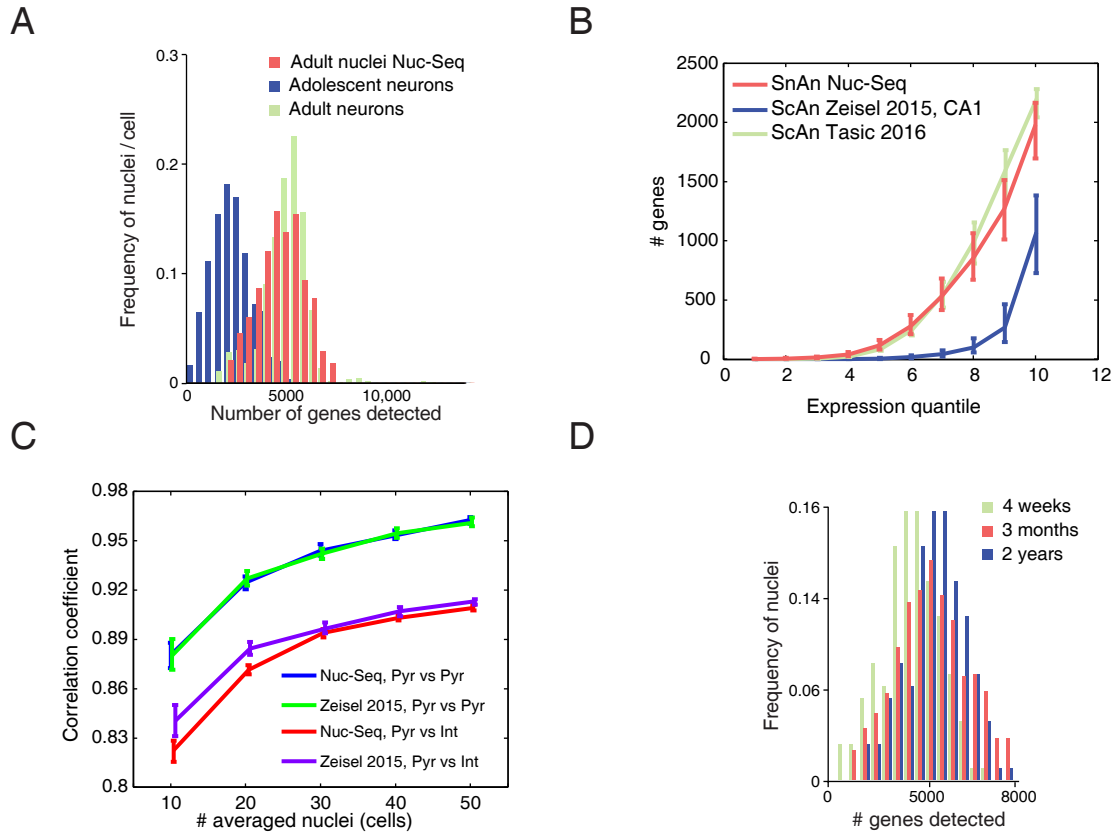 A
0.3
0.2
0.1
0
Frequency of nuclei / cell
Adult nuclei Nuc-Seq
Adolescent neurons
Adult neurons
0
5000
10,000
Number of genes detected
B
2500
2000
1500
1000
500
0
# genes
SnAn Nuc-Seq
ScAn Zeisel 2015, CA1
ScAn Tasic 2016
0
2
4
6
8
10
12
Expression quantile
C
0.98
0.95
0.92
0.89
0.86
0.83
0.8
Correlation coefficient
Nuc-Seq, Pyr vs Pyr
Zeisel 2015, Pyr vs Pyr
Nuc-Seq, Pyr vs Int
Zeisel 2015, Pyr vs Int
10
20
30
40
50
# averaged nuclei (cells)
D
0.16
0.14
0.06
0
Frequency of nuclei
4 weeks
3 months
2 years
0
5000
8000
# genes detected